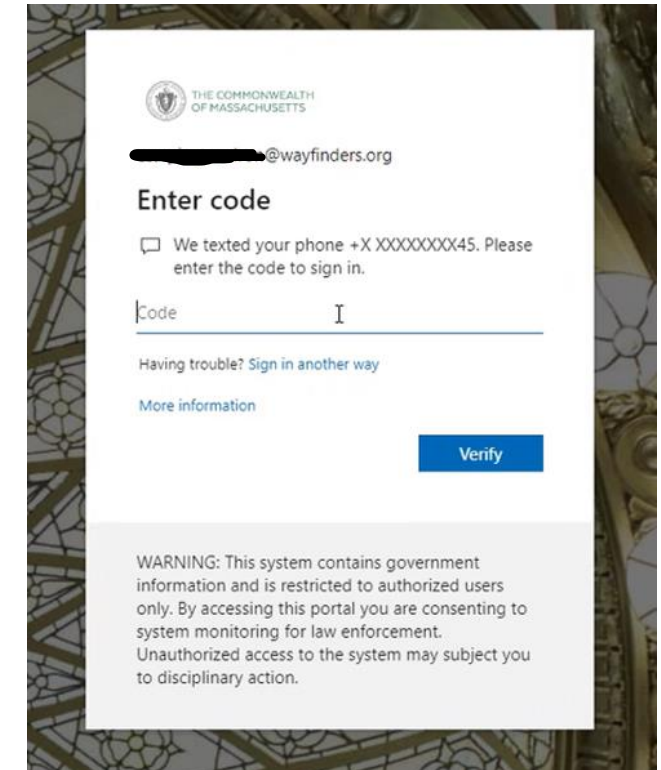 THE COMMONWEALTH
OF MASSACHUSETTS
@wayfinders.org
Enter code
We texted your phone +X XXXXXXXX45. Please
enter the code to sign in.
Code
Having trouble? Sign in another way
More information
Verify
WARNING: This system contains government
information and is restricted to authorized users
only. By accessing this portal you are consenting to
system monitoring for law enforcement.
Unauthorized access to the system may subject you
to disciplinary action.